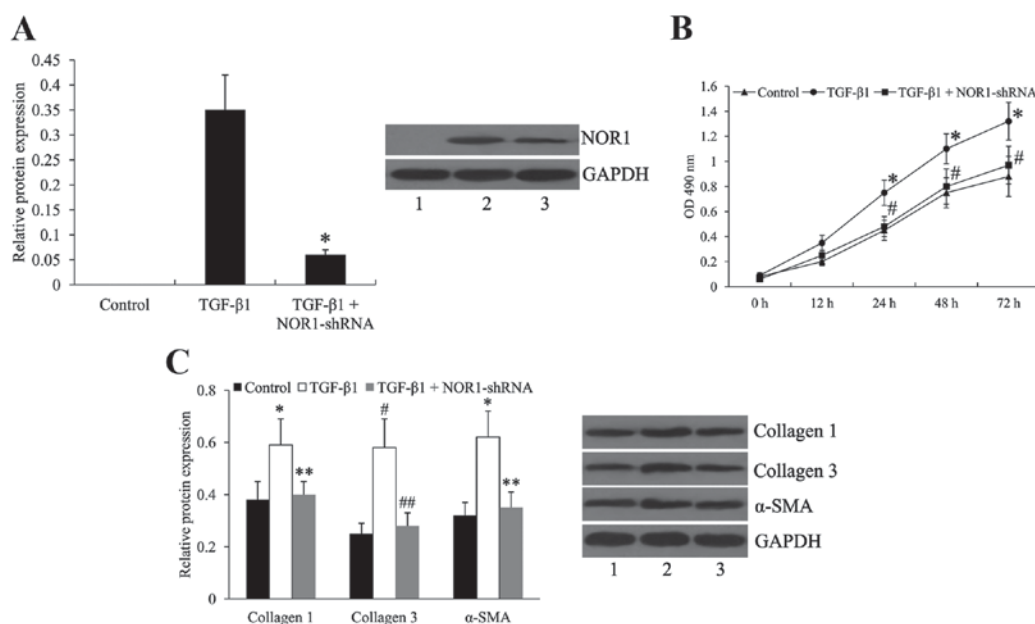 A
Relative protein expression
0.45
0.4
0.35
0.3
0.25
0.2
0.15
0.1
0.05
0
*
Control
TGF-β1
TGF-β1 +
NOR1-shRNA
NOR1
GAPDH
1 2 3
B
Control TGF-β1 TGF-β1 + NOR1-shRNA
OD 490 nm
1.6
1.4
1.2
1
0.8
0.6
0.4
0.2
0
* * *
# # #
0 h 12 h 24 h 48 h 72 h
C
Control TGF-β1 TGF-β1 + NOR1-shRNA
Relative protein expression
0.8
0.6
0.4
0.2
0
* # *
** ## **
Collagen 1 Collagen 3 α-SMA
Collagen 1
Collagen 3
α-SMA
GAPDH
1 2 3